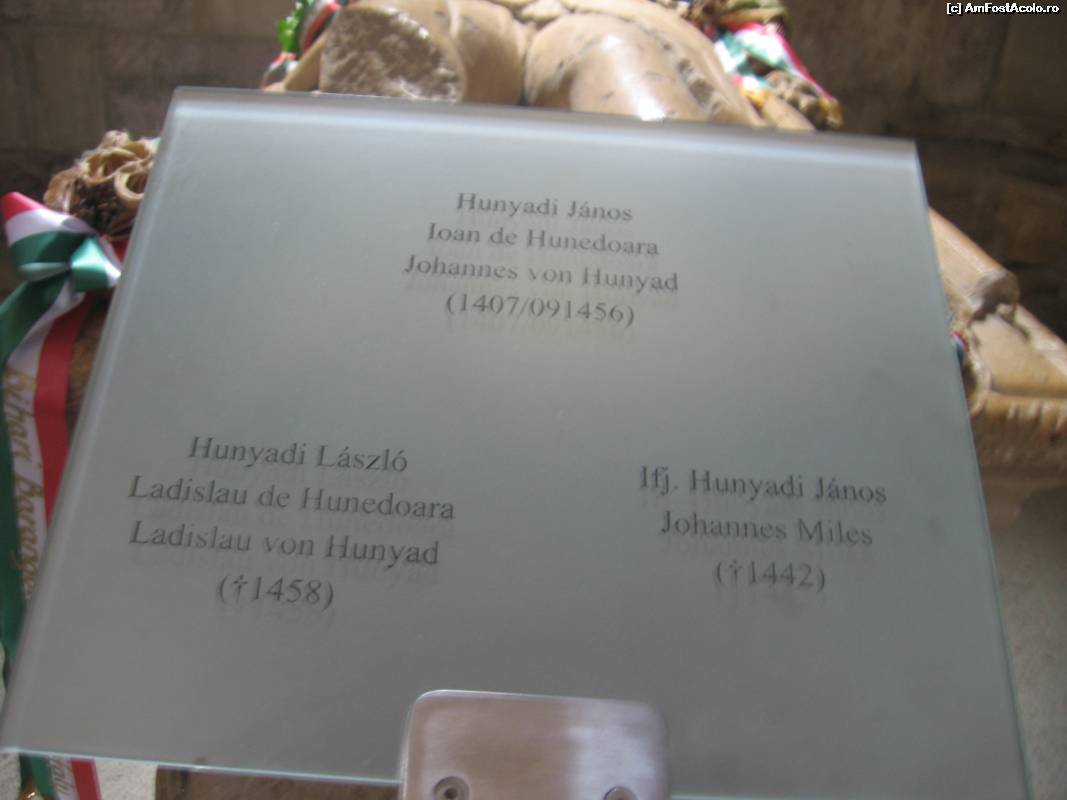 [c] AmFostAcolo.ro
Hunyadi János
Ioan de Hunedoara
Johannes von Hunyad
(1407/091456)
Hunyadi László
Ladislau de Hunedoara
Ladislau von Hunyad
(†1458)
Ifj. Hunyadi János
Johannes Miles
(†1442)